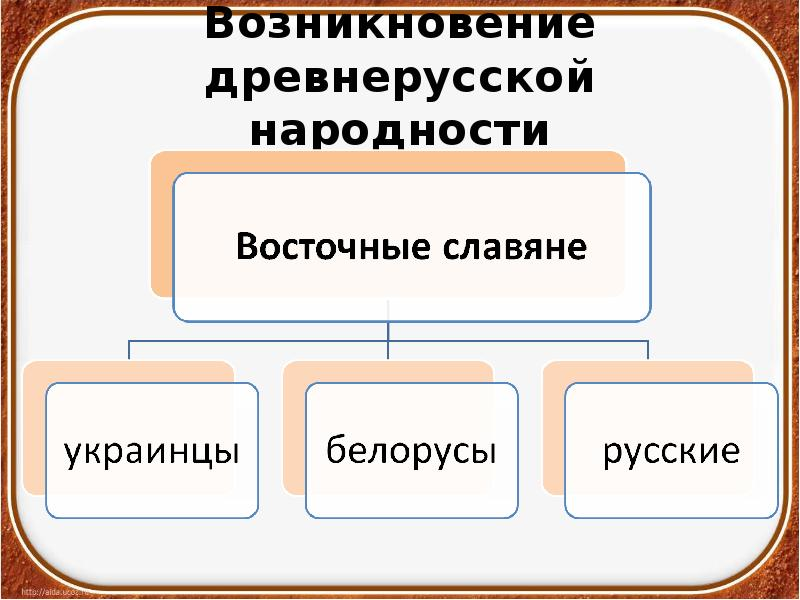 Возникновение
древнерусской
народности
Восточные славяне
украинцы
белорусы
русские